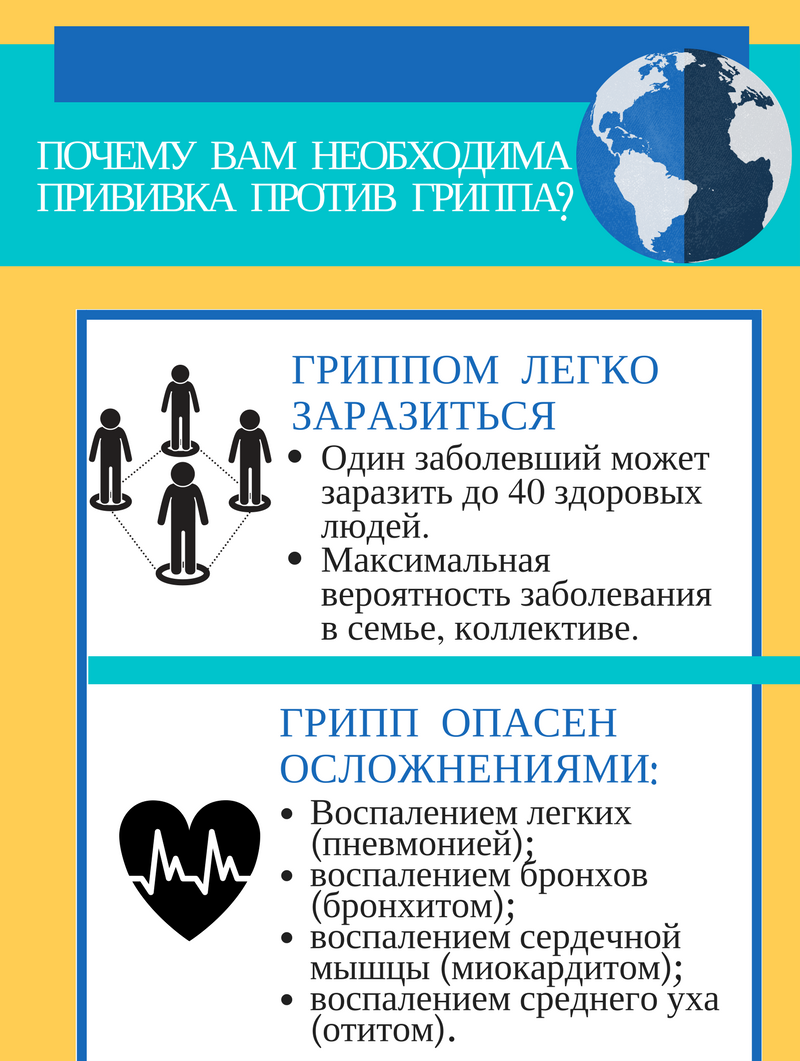 ПОЧЕМУ ВАМ НЕОБХОДИМА
ПРИВИВКА ПРОТИВ ГРИППА?
ГРИППОМ ЛЕГКО
ЗАРАЗИТЬСЯ
• Один заболевший может
заразить до 40 здоровых
людей.
• Максимальная
вероятность заболевания
в семье, коллективе.
ГРИПП ОПАСЕН
ОСЛОЖНЕНИЯМИ:
• Воспалением легких
(пневмонией);
• воспалением бронхов
(бронхитом);
• воспалением сердечной
мышцы (миокардитом);
• воспалением среднего уха
(отитом).